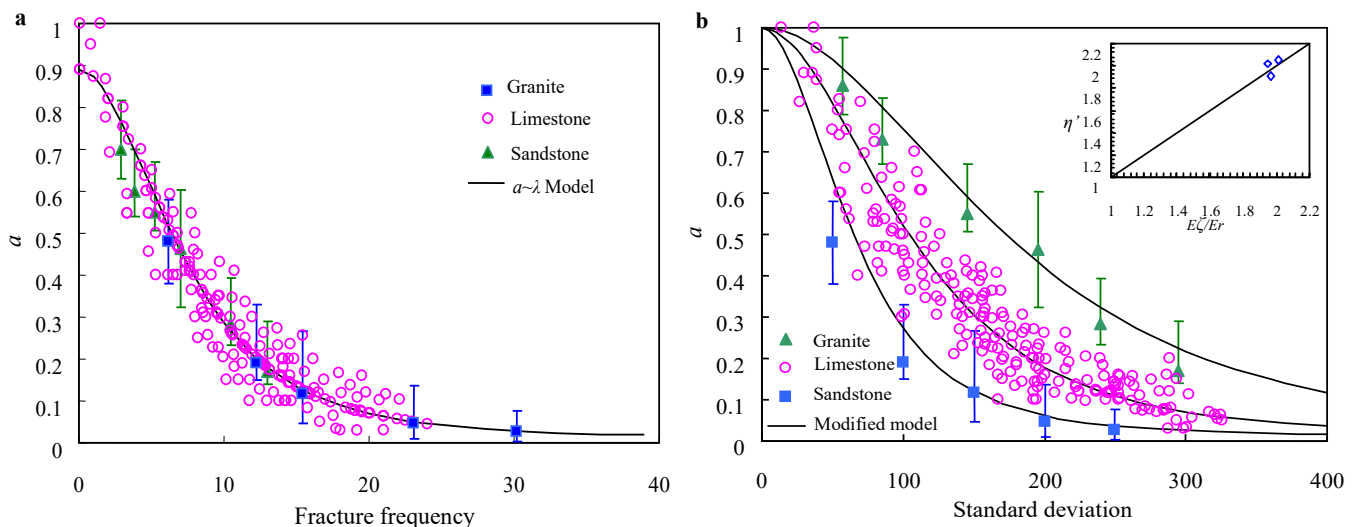 a
1
0.9
0.8
0.7
0.6
0.5
0.4
0.3
0.2
0.1
0
a
0
10
20
30
40
Fracture frequency
Granite
Limestone
Sandstone
a~λ Model
b
1
0.9
0.8
0.7
0.6
0.5
0.4
0.3
0.2
0.1
0
a
0
100
200
300
400
Standard deviation
Granite
Limestone
Sandstone
Modified model
2.2
2
1.8
1.6
1.4
1.2
1
η’
1
1.2
1.4
1.6
1.8
2
2.2
Eζ/Er